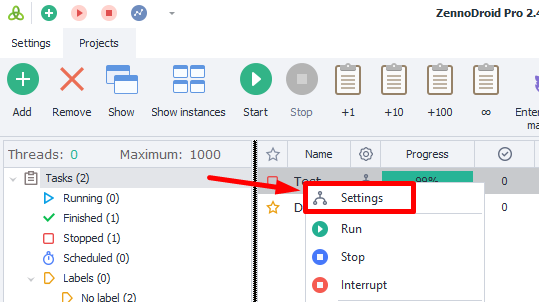 ZennoDroid Pro 2.4
Settings Projects
Add Remove Show Show instances Start Stop +1 +10 +100 ∞
Threads: 0 Maximum: 1000
Name Progress
Tasks (2)
Test 99% 0
Running (0)
Settings
Finished (1)
D 0
Stopped (1)
Run
Scheduled (0)
Stop
Labels (0)
Interrupt
No label (2)